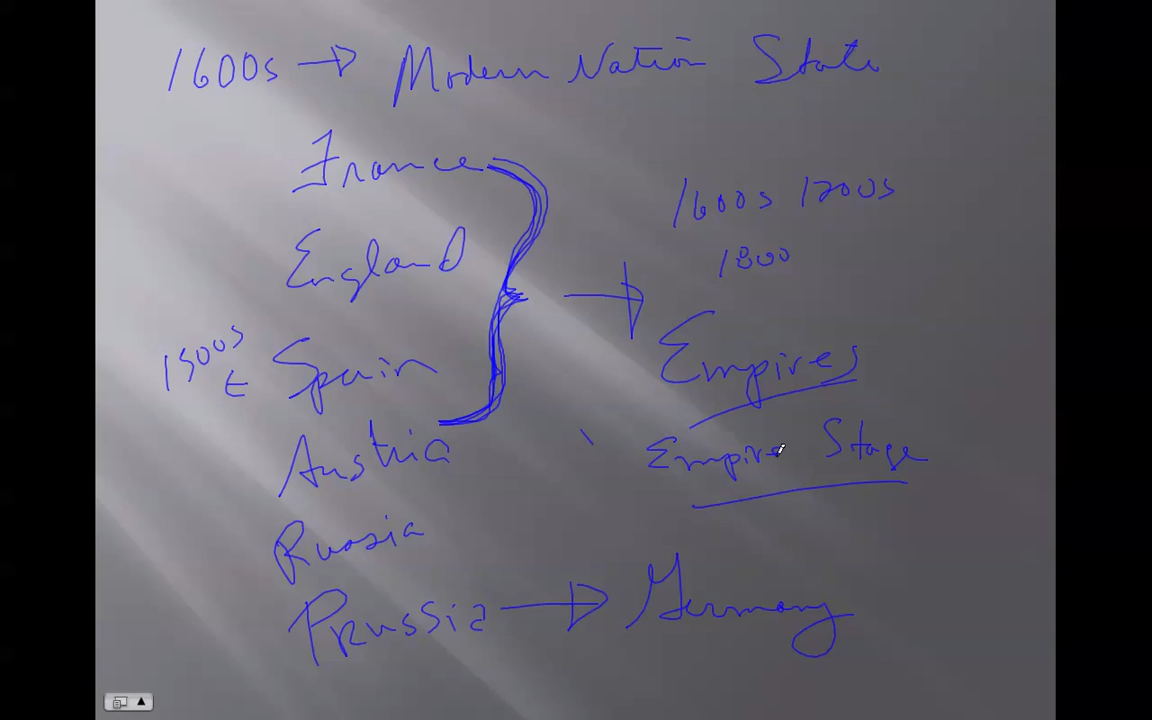 1600s → Modern Nation State
France
1600s 1700s
England
1800
1500s
Spain
Empires
Austria
Empire Stage
Russia
Prussia → Germany